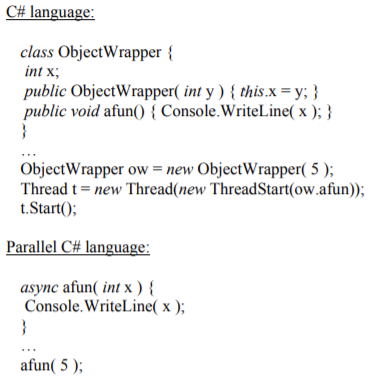 C# language:
class ObjectWrapper {
int x;
public ObjectWrapper( int y ) { this.x = y; }
public void afun() { Console.WriteLine( x ); }
}
…
ObjectWrapper ow = new ObjectWrapper( 5 );
Thread t = new Thread(new ThreadStart(ow.afun));
t.Start();
Parallel C# language:
async afun( int x ) {
Console.WriteLine( x );
}
…
afun( 5 );